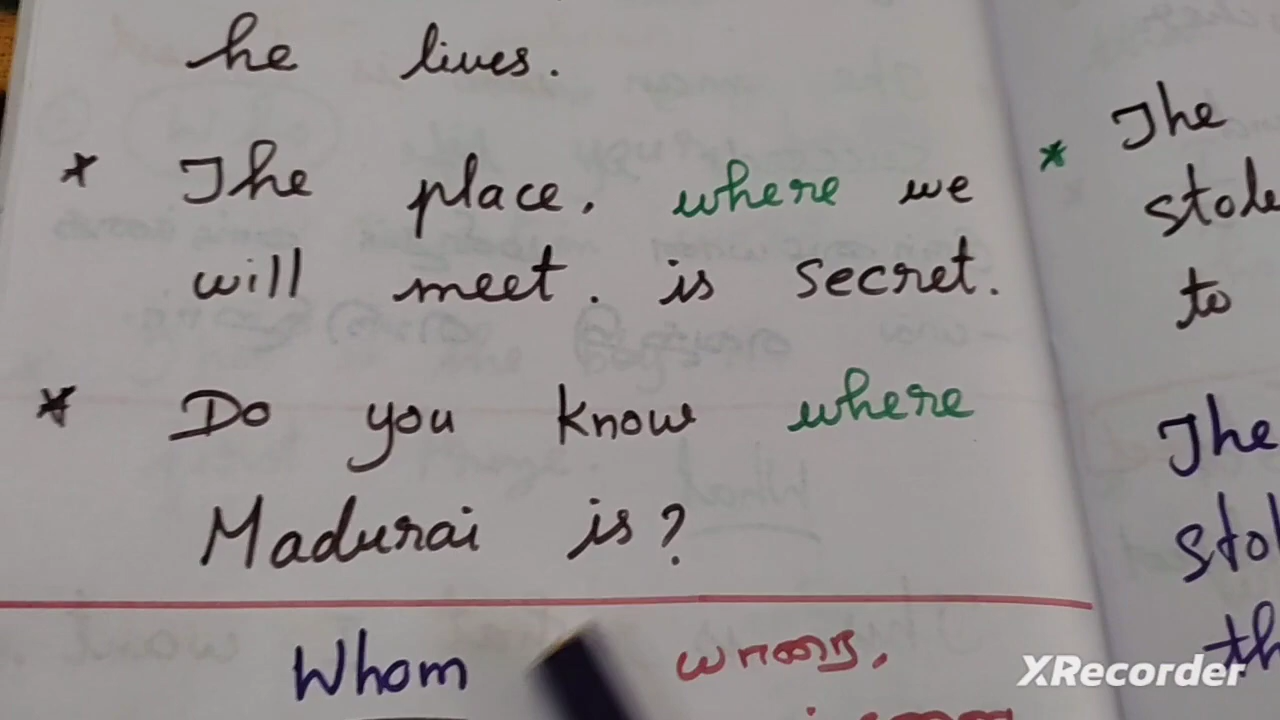 he lives.
* The place, where we
will meet, is secret.
* Do you know where
Madurai is?
Whom யாரை,
* The
stole
to
The
XRecorder